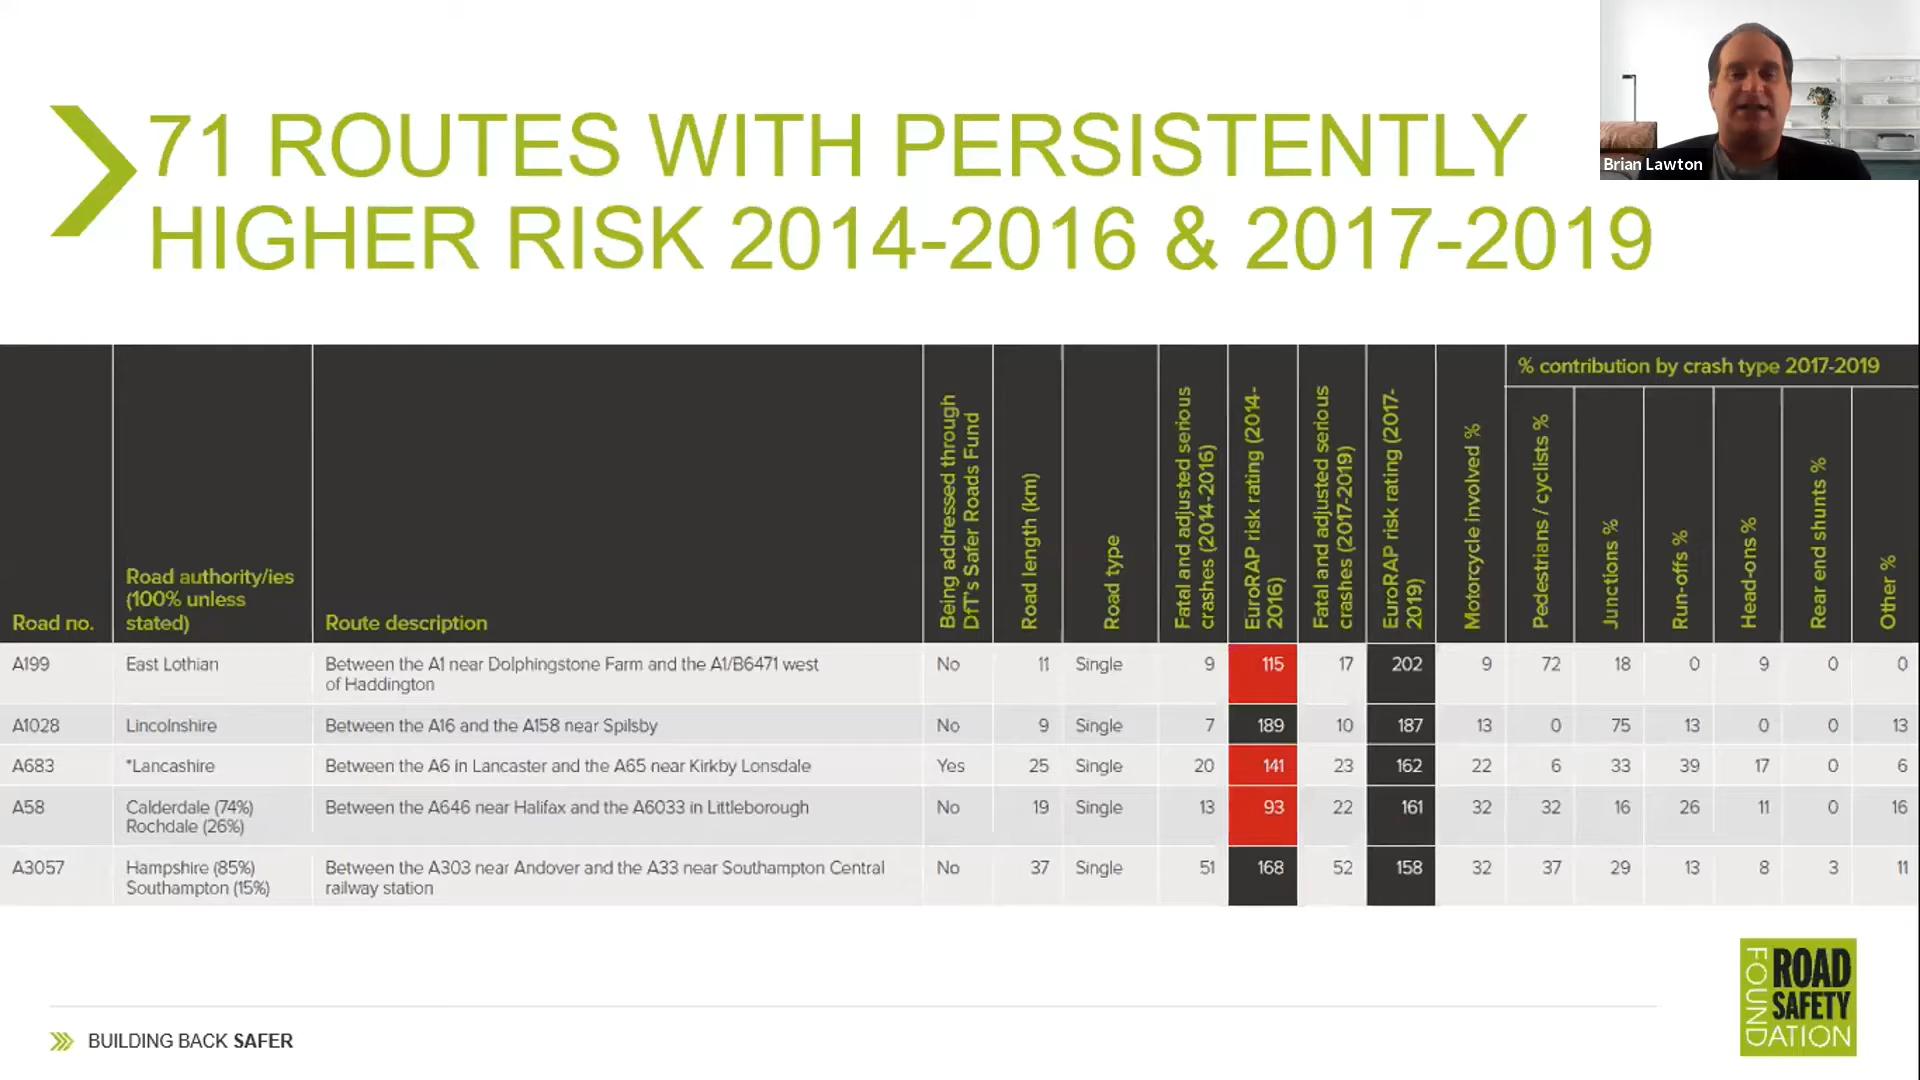 71 ROUTES WITH PERSISTENTLY
HIGHER RISK 2014-2016 & 2017-2019
Brian Lawton
% contribution by crash type 2017-2019
Road no.
Road authority/ies
(100% unless
stated)
Route description
Being addressed through
DfT's Safer Roads Fund
Road length (km)
Road type
Fatal and adjusted serious
crashes (2014-2016)
EuroRAP risk rating (2014-
2016)
Fatal and adjusted serious
crashes (2017-2019)
EuroRAP risk rating (2017-
2019)
Motorcycle involved %
Pedestrians / cyclists %
Junctions %
Run-offs %
Head-ons %
Rear end shunts %
Other %
A199 East Lothian Between the A1 near Dolphingstone Farm and the A1/B6471 west No 11 Single 9 115 17 202 9 72 18 0 9 0 0
of Haddington
A1028 Lincolnshire Between the A16 and the A158 near Spilsby No 9 Single 7 189 10 187 13 0 75 13 0 0 13
A683 *Lancashire Between the A6 in Lancaster and the A65 near Kirkby Lonsdale Yes 25 Single 20 141 23 162 22 6 33 39 17 0 6
A58 Calderdale (74%) Between the A646 near Halifax and the A6033 in Littleborough No 19 Single 13 93 22 161 32 32 16 26 11 0 16
Rochdale (26%)
A3057 Hampshire (85%) Between the A303 near Andover and the A33 near Southampton Central No 37 Single 51 168 52 158 32 37 29 13 8 3 11
Southampton (15%) railway station
BUILDING BACK SAFER
ROAD
SAFETY
FOUNDATION